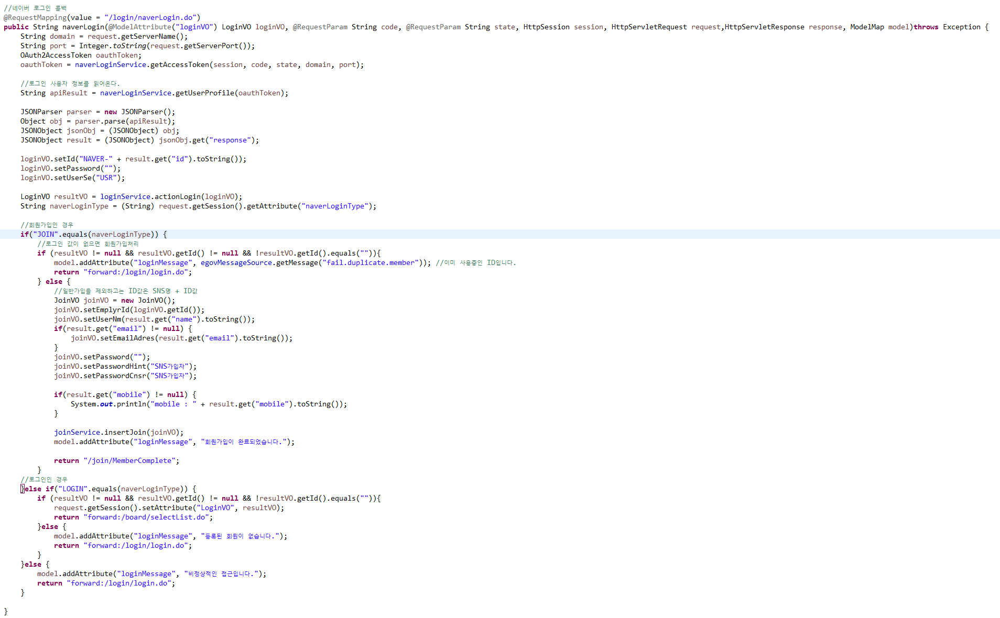 //네이버 로그인 콜백
@RequestMapping(value = "/login/naverLogin.do")
public String naverLogin(@ModelAttribute("loginVO") LoginVO loginVO, @RequestParam String code, @RequestParam String state, HttpSession session, HttpServletRequest request,HttpServletResponse response, ModelMap model)throws Exception {
    String domain = request.getServerName();
    String port = Integer.toString(request.getServerPort());
    OAuth2AccessToken oauthToken;
    oauthToken = naverLoginService.getAccessToken(session, code, state, domain, port);

    //로그인 사용자 정보를 읽어온다.
    String apiResult = naverLoginService.getUserProfile(oauthToken);

    JSONParser parser = new JSONParser();
    Object obj = parser.parse(apiResult);
    JSONObject jsonObj = (JSONObject) obj;
    JSONObject result = (JSONObject) jsonObj.get("response");

    loginVO.setId("NAVER-" + result.get("id").toString());
    loginVO.setPassword("");
    loginVO.setUserSe("USR");

    LoginVO resultVO = loginService.actionLogin(loginVO);
    String naverLoginType = (String) request.getSession().getAttribute("naverLoginType");

    //회원가입인 경우
    if("JOIN".equals(naverLoginType)) {
        //로그인 값이 없으면 회원가입처리
        if (resultVO != null && resultVO.getId() != null && !resultVO.getId().equals("")){
            model.addAttribute("loginMessage", egovMessageSource.getMessage("fail.duplicate.member")); //이미 사용중인 ID입니다.
            return "forward:/login/login.do";
        } else {
            //일반가입을 제외하고는 ID값은 SNS명 + ID값
            JoinVO joinVO = new JoinVO();
            joinVO.setEmplyrId(loginVO.getId());
            joinVO.setUserNm(result.get("name").toString());
            if(result.get("email") != null) {
                joinVO.setEmailAdres(result.get("email").toString());
            }
            joinVO.setPassword("");
            joinVO.setPasswordHint("SNS가입자");
            joinVO.setPasswordCnsr("SNS가입자");

            if(result.get("mobile") != null) {
                System.out.println("mobile : " + result.get("mobile").toString());
            }

            joinService.insertJoin(joinVO);
            model.addAttribute("loginMessage", "회원가입이 완료되었습니다.");

            return "/join/MemberComplete";
        }
    //로그인인 경우
    }else if("LOGIN".equals(naverLoginType)) {
        if (resultVO != null && resultVO.getId() != null && !resultVO.getId().equals("")){
            request.getSession().setAttribute("LoginVO", resultVO);
            return "forward:/board/selectList.do";
        }else {
            model.addAttribute("loginMessage", "등록된 회원이 없습니다.");
            return "forward:/login/login.do";
        }
    }else {
        model.addAttribute("loginMessage", "비정상적인 접근입니다.");
        return "forward:/login/login.do";
    }

}